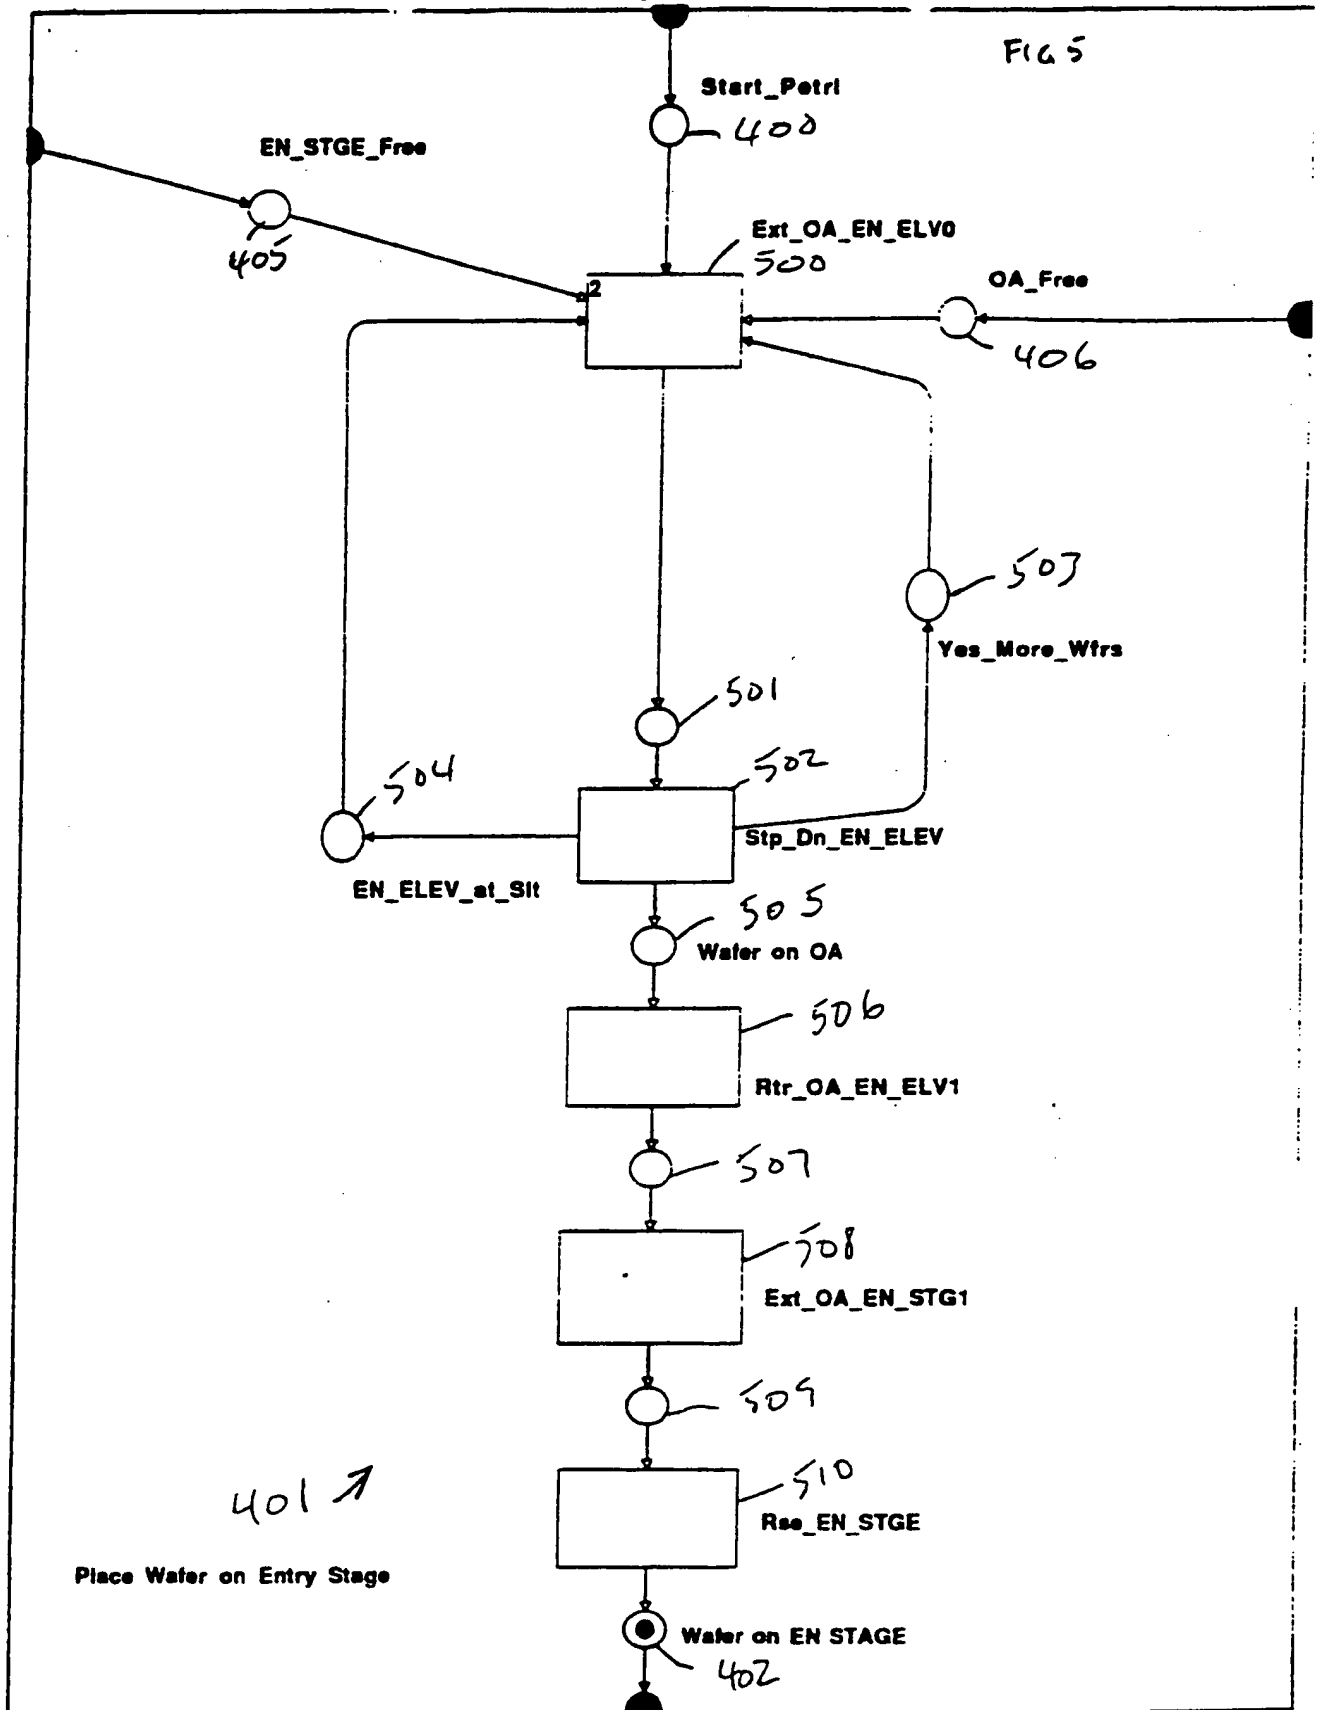 FIG 5
Start_Petri
400
EN_STGE_Free
405
Ext_OA_EN_ELV0
500
2
OA_Free
406
503
Yes_More_Wfrs
501
502
504
Stp_Dn_EN_ELEV
EN_ELEV_at_Slt
505
Wafer on OA
506
Rtr_OA_EN_ELV1
507
508
Ext_OA_EN_STG1
509
510
401
Rse_EN_STGE
Place Wafer on Entry Stage
Wafer on EN STAGE
402